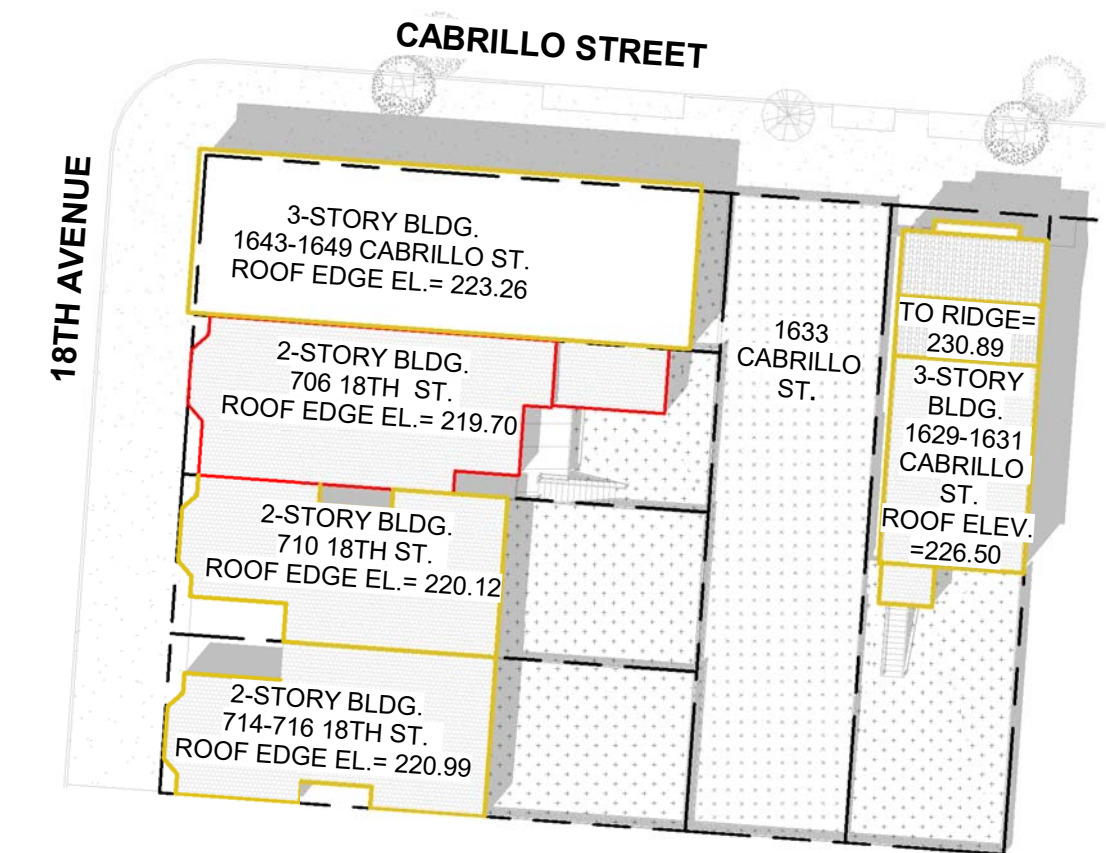 CABRILLO STREET
18TH AVENUE
3-STORY BLDG.
1643-1649 CABRILLO ST.
ROOF EDGE EL.= 223.26
2-STORY BLDG.
706 18TH ST.
ROOF EDGE EL.= 219.70
2-STORY BLDG.
710 18TH ST.
ROOF EDGE EL.= 220.12
2-STORY BLDG.
714-716 18TH ST.
ROOF EDGE EL.= 220.99
1633
CABRILLO
ST.
TO RIDGE=
230.89
3-STORY
BLDG.
1629-1631
CABRILLO
ST.
ROOF ELEV.
=226.50